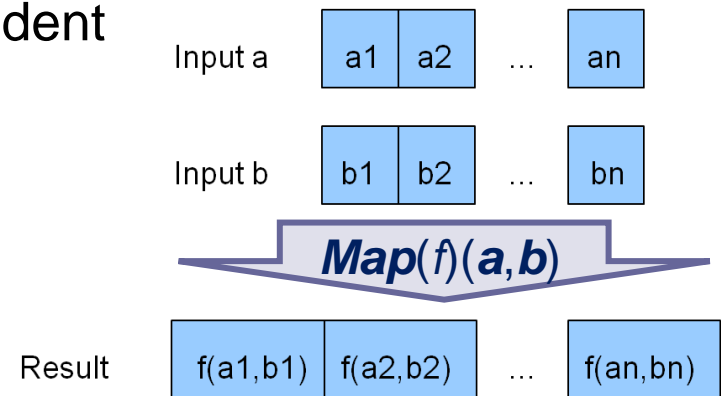 dent
Input a a1 a2 ... an
Input b b1 b2 ... bn
Map(f)(a,b)
Result f(a1,b1) f(a2,b2) ... f(an,bn)